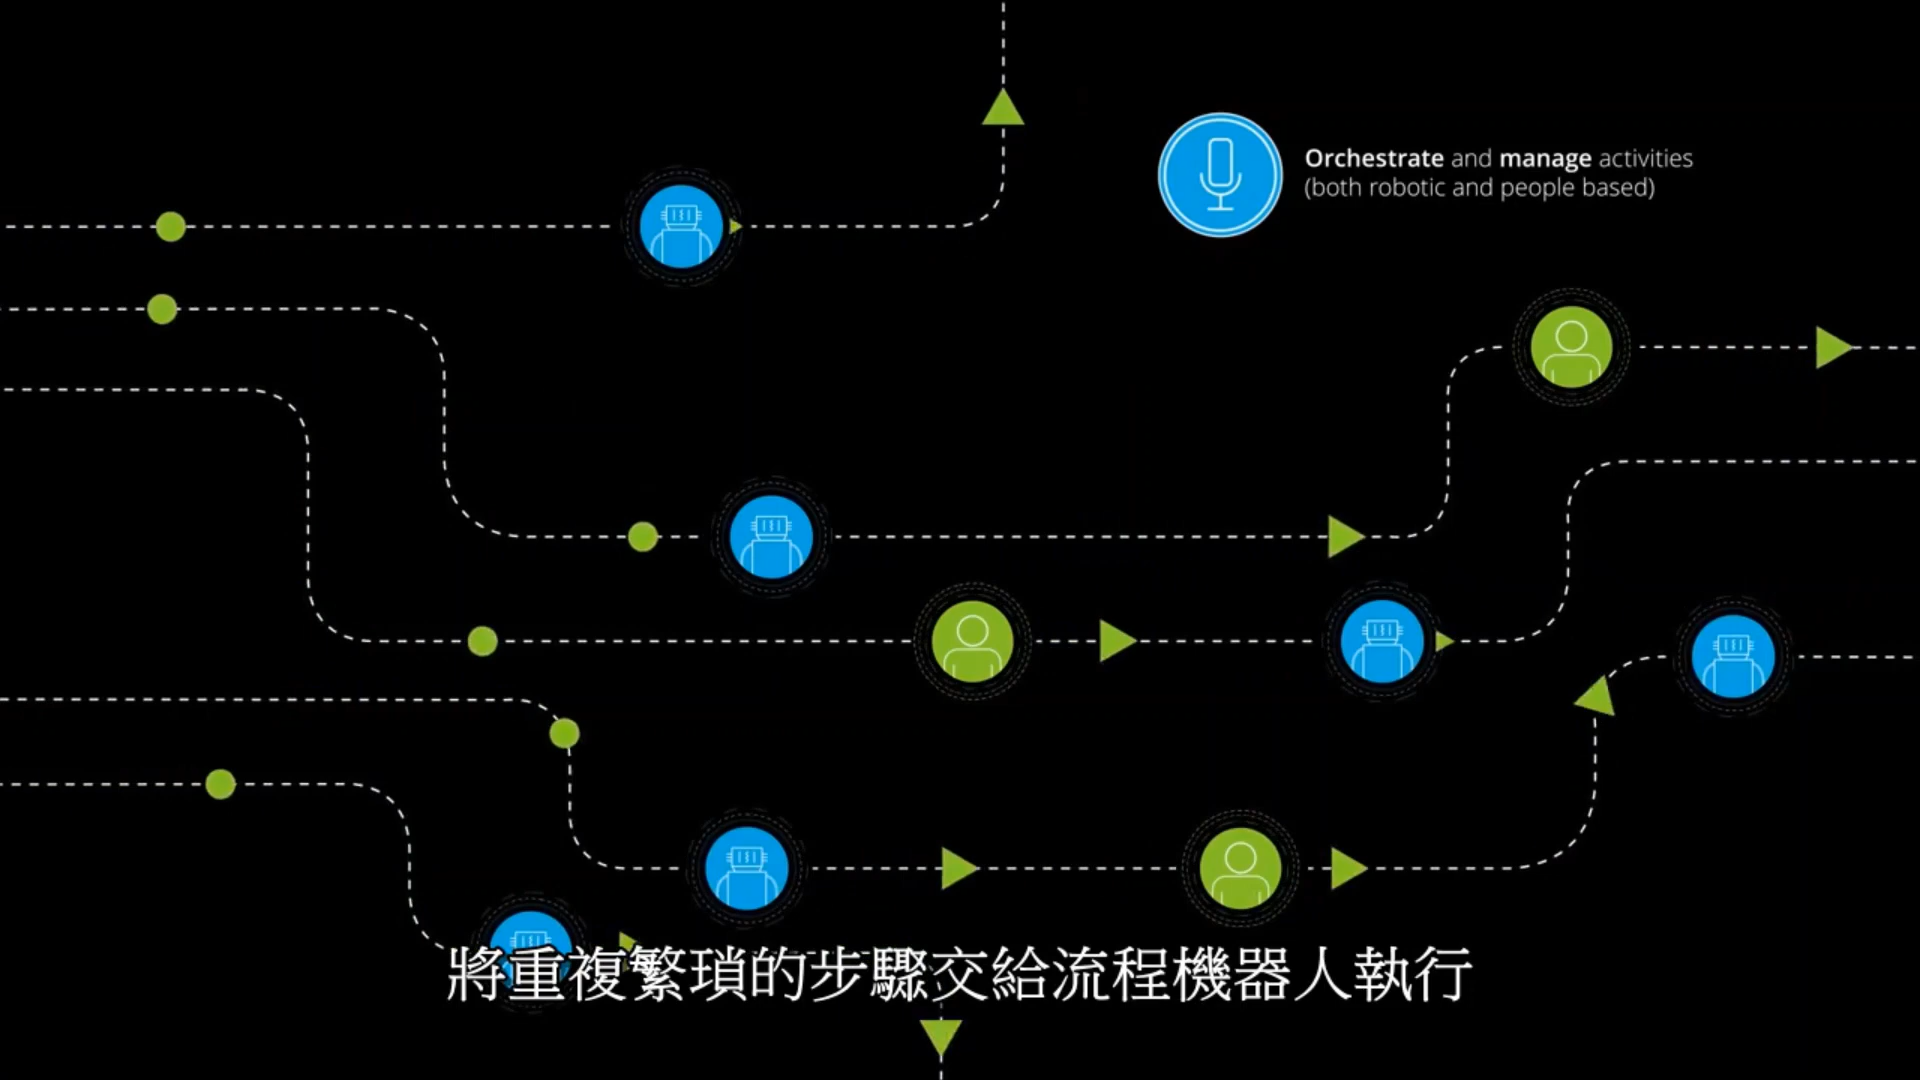 Orchestrate and manage activities
(both robotic and people based)
將重複繁瑣的步驟交給流程機器人執行